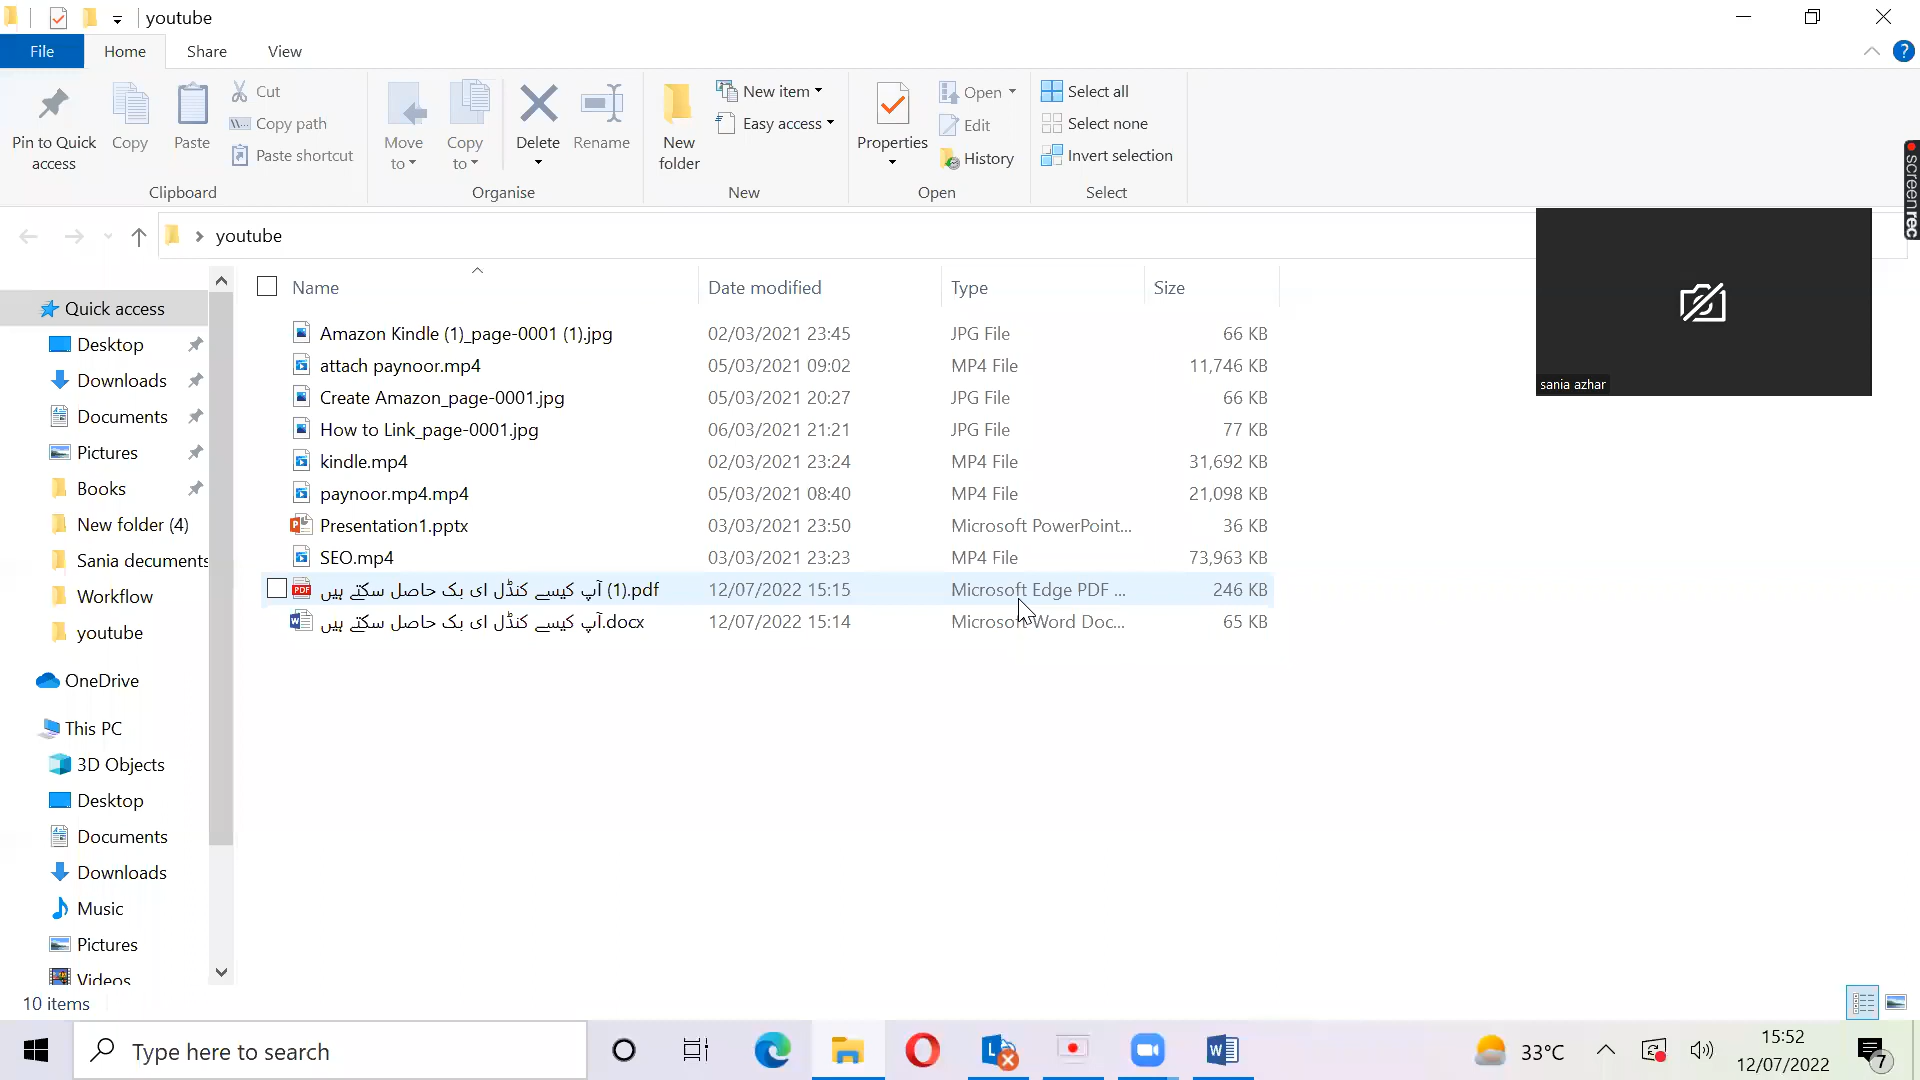 youtube
File Home Share View
Pin to Quick access
Copy
Paste
Cut
Copy path
Paste shortcut
Clipboard
Move to
Copy to
Delete
Rename
Organise
New folder
New item
Easy access
New
Properties
Open
Edit
History
Open
Select all
Select none
Invert selection
Select
screenrec
youtube
sania azhar
Quick access
Desktop
Downloads
Documents
Pictures
Books
New folder (4)
Sania decuments
Workflow
youtube
OneDrive
This PC
3D Objects
Desktop
Documents
Downloads
Music
Pictures
Videos
Name Date modified Type Size
Amazon Kindle (1)_page-0001 (1).jpg 02/03/2021 23:45 JPG File 66 KB
attach paynoor.mp4 05/03/2021 09:02 MP4 File 11,746 KB
Create Amazon_page-0001.jpg 05/03/2021 20:27 JPG File 66 KB
How to Link_page-0001.jpg 06/03/2021 21:21 JPG File 77 KB
kindle.mp4 02/03/2021 23:24 MP4 File 31,692 KB
paynoor.mp4.mp4 05/03/2021 08:40 MP4 File 21,098 KB
Presentation1.pptx 03/03/2021 23:50 Microsoft PowerPoint... 36 KB
SEO.mp4 03/03/2021 23:23 MP4 File 73,963 KB
آپ کیسے کنڈل ای بک حاصل سکتے ہیں (1).pdf 12/07/2022 15:15 Microsoft Edge PDF ... 246 KB
آپ کیسے کنڈل ای بک حاصل سکتے ہیں.docx 12/07/2022 15:14 Microsoft Word Doc... 65 KB
10 items
Type here to search
33°C
15:52
12/07/2022
7